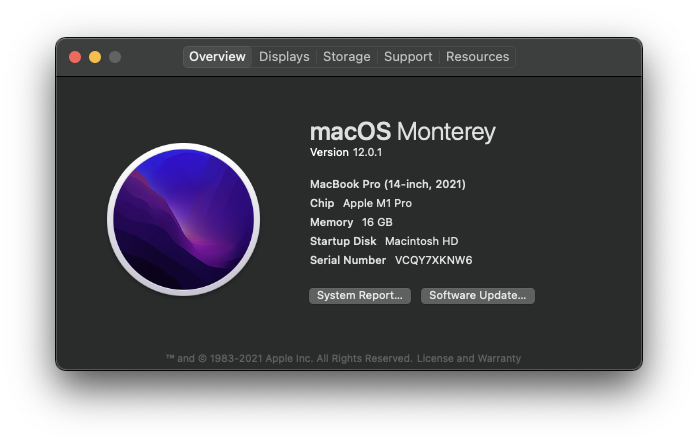 Overview Displays Storage Support Resources
macOS Monterey
Version 12.0.1
MacBook Pro (14-inch, 2021)
Chip Apple M1 Pro
Memory 16 GB
Startup Disk Macintosh HD
Serial Number VCQY7XKNW6
System Report... Software Update...
™ and © 1983-2021 Apple Inc. All Rights Reserved. License and Warranty